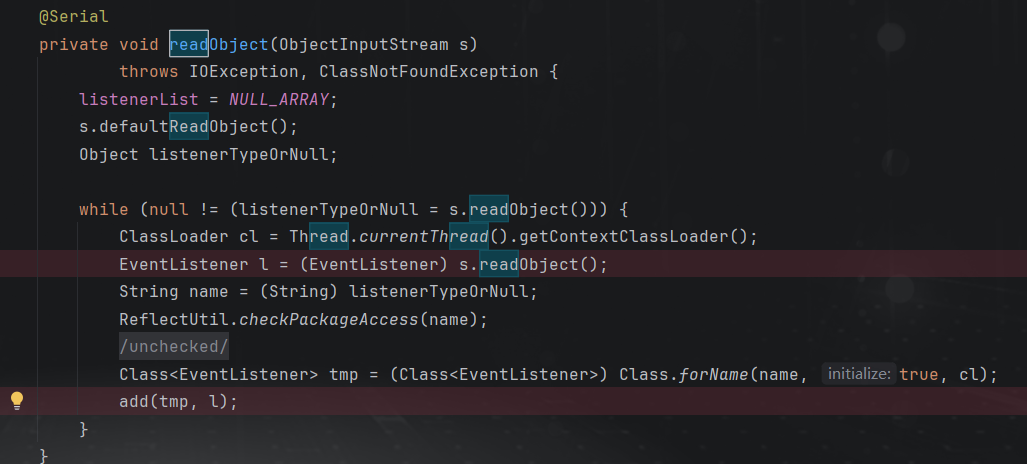 @Serial
private void readObject(ObjectInputStream s)
        throws IOException, ClassNotFoundException {
    listenerList = NULL_ARRAY;
    s.defaultReadObject();
    Object listenerTypeOrNull;

    while (null != (listenerTypeOrNull = s.readObject())) {
        ClassLoader cl = Thread.currentThread().getContextClassLoader();
        EventListener l = (EventListener) s.readObject();
        String name = (String) listenerTypeOrNull;
        ReflectUtil.checkPackageAccess(name);
        /unchecked/
        Class<EventListener> tmp = (Class<EventListener>) Class.forName(name, initialize: true, cl);
        add(tmp, l);
    }
}